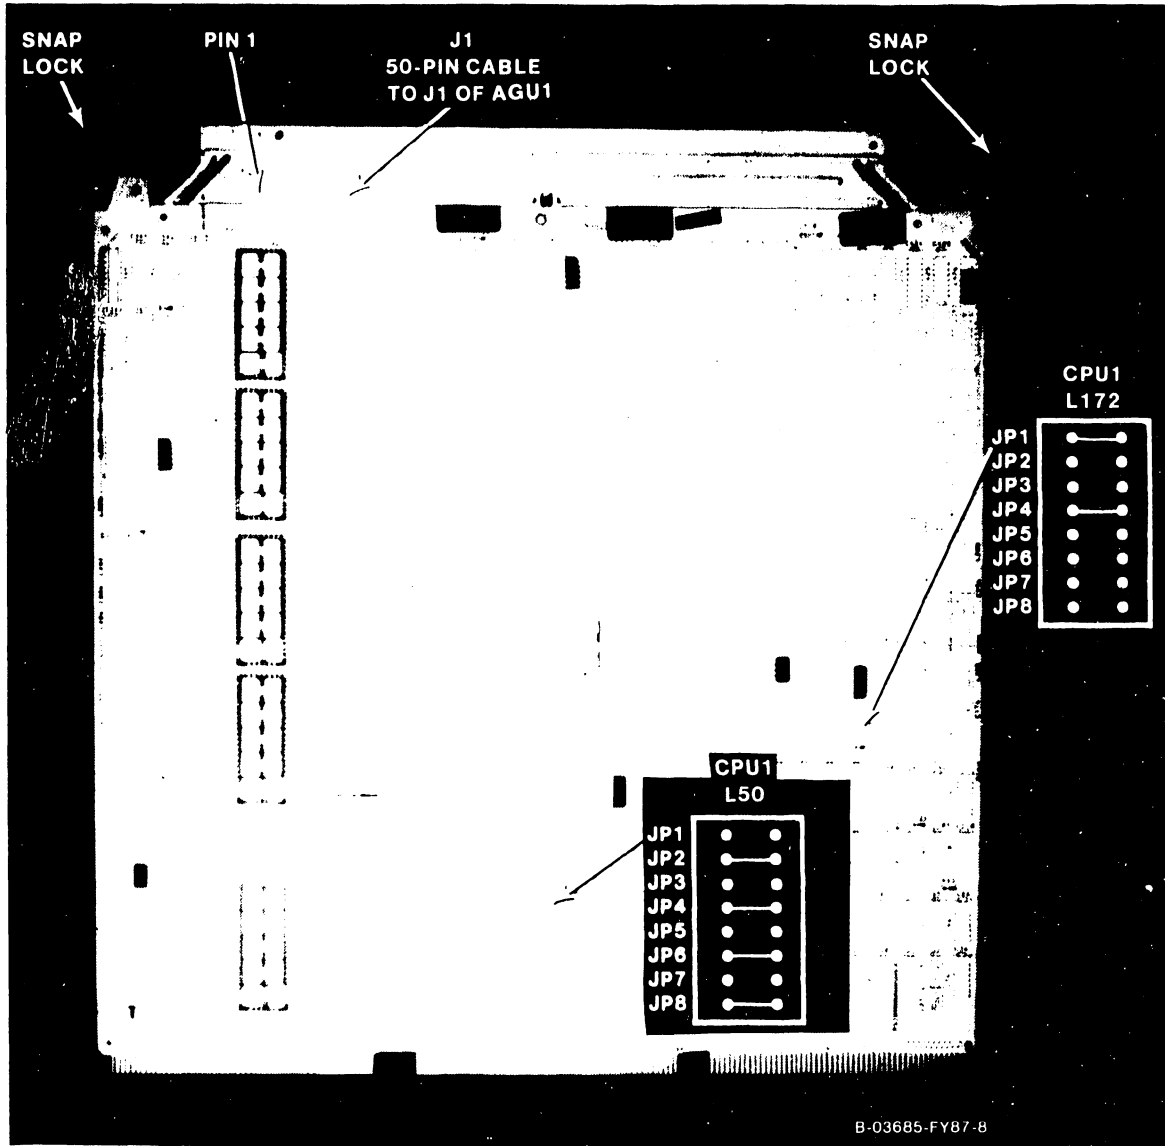 SNAP
LOCK
PIN 1
J1
50-PIN CABLE
TO J1 OF AGU1
SNAP
LOCK
CPU1
L172
JP1
JP2
JP3
JP4
JP5
JP6
JP7
JP8
CPU1
L50
JP1
JP2
JP3
JP4
JP5
JP6
JP7
JP8
B-03685-FY87-8